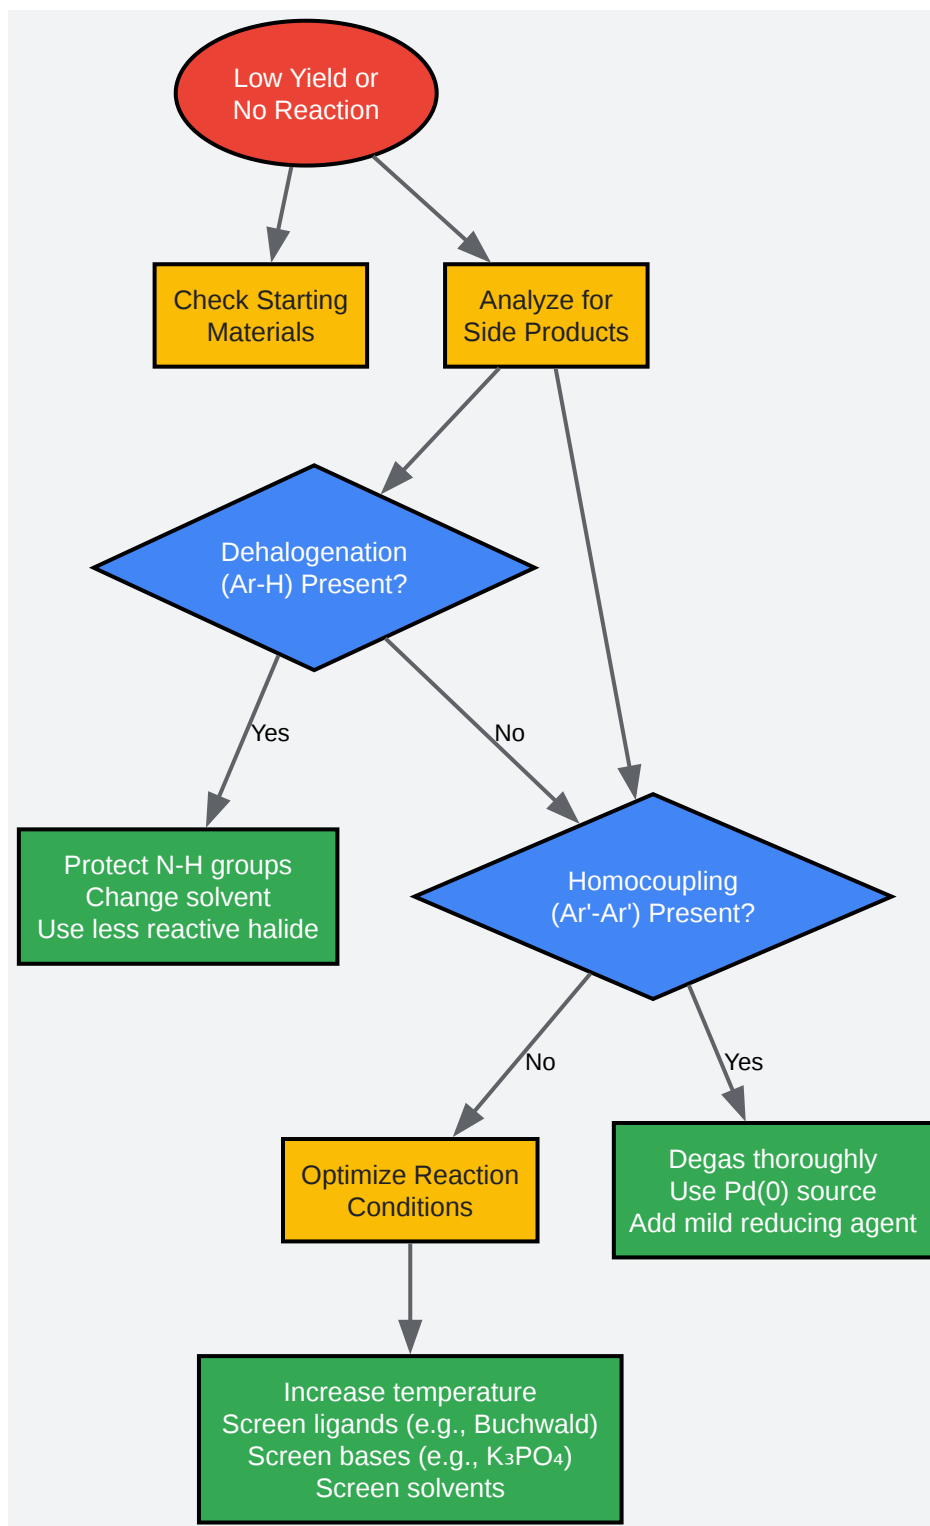 Low Yield or
No Reaction
Check Starting
Materials
Analyze for
Side Products
Dehalogenation
(Ar-H) Present?
Yes
No
Protect N-H groups
Change solvent
Use less reactive halide
Homocoupling
(Ar'-Ar') Present?
No
Yes
Optimize Reaction
Conditions
Degas thoroughly
Use Pd(0) source
Add mild reducing agent
Increase temperature
Screen ligands (e.g., Buchwald)
Screen bases (e.g., K₃PO₄)
Screen solvents